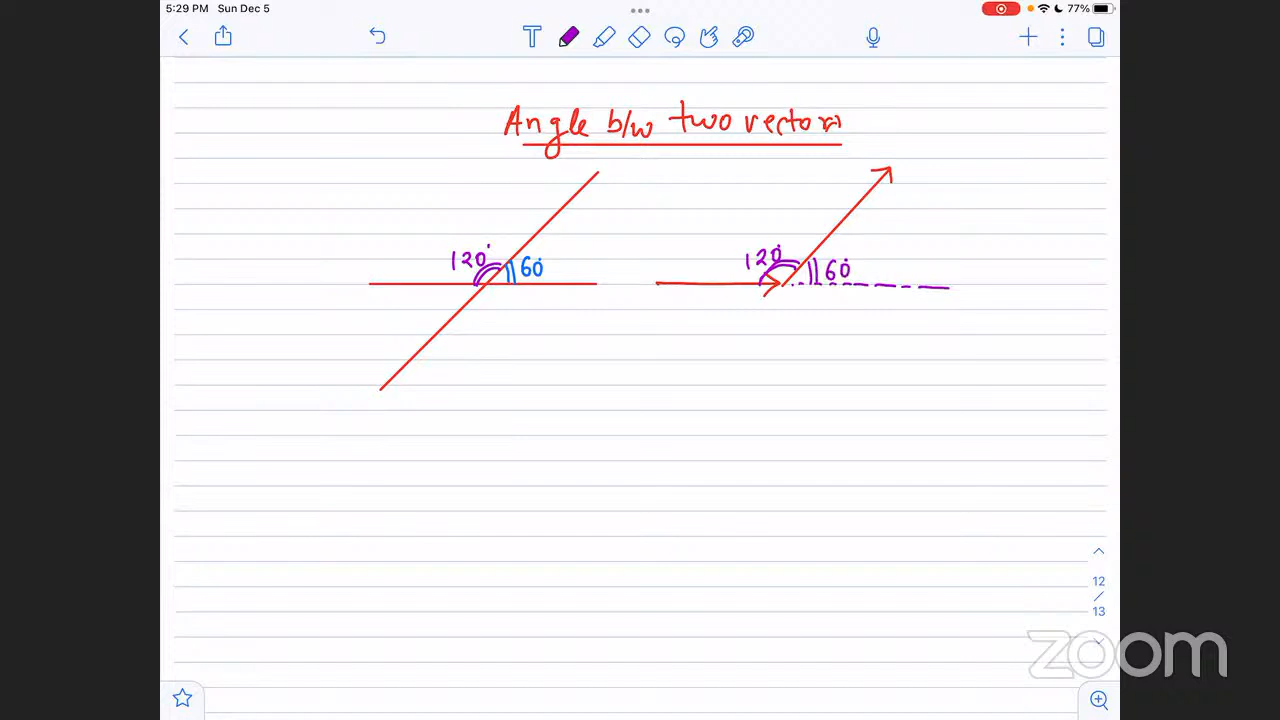 5:29 PM Sun Dec 5
77%
T
Angle b/w two vectors
120° 60°
120° 60°
12
/
13
zoom